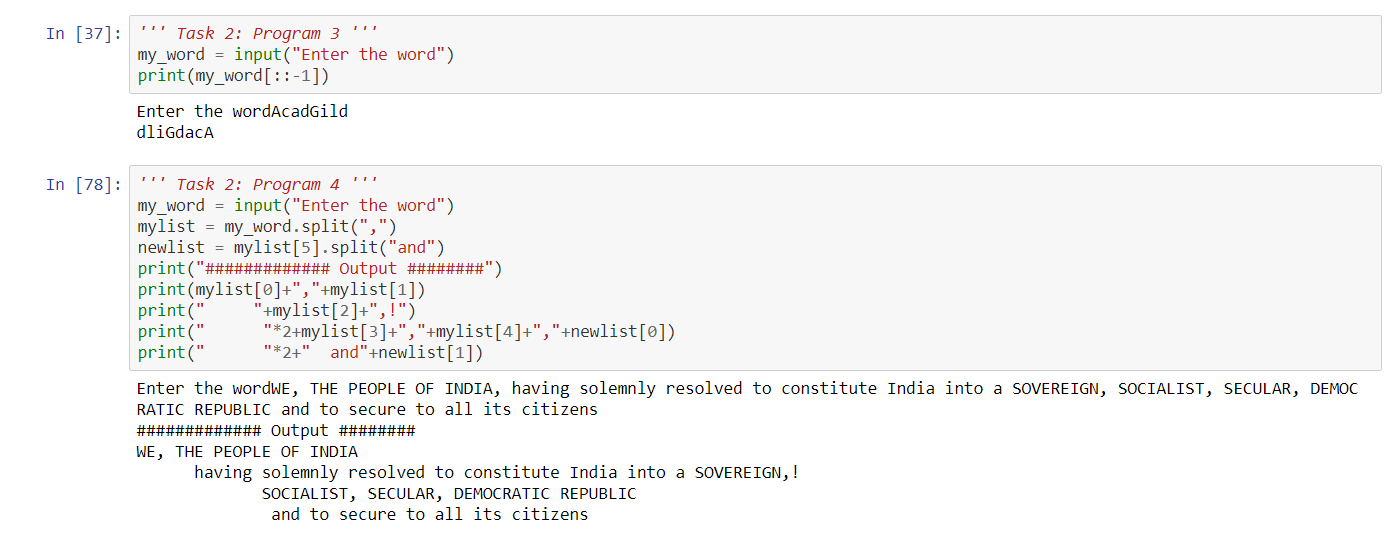 In [37]: ''' Task 2: Program 3 '''
my_word = input("Enter the word")
print(my_word[::-1])
Enter the wordAcadGild
dliGdacA
In [78]: ''' Task 2: Program 4 '''
my_word = input("Enter the word")
mylist = my_word.split(",")
newlist = mylist[5].split("and")
print("############# Output ########")
print(mylist[0]+","+mylist[1])
print("     "+mylist[2]+",!")
print("      "*2+mylist[3]+","+mylist[4]+","+newlist[0])
print("      "*2+"  and"+newlist[1])
Enter the wordWE, THE PEOPLE OF INDIA, having solemnly resolved to constitute India into a SOVEREIGN, SOCIALIST, SECULAR, DEMOC
RATIC REPUBLIC and to secure to all its citizens
############# Output ########
WE, THE PEOPLE OF INDIA
      having solemnly resolved to constitute India into a SOVEREIGN,!
             SOCIALIST, SECULAR, DEMOCRATIC REPUBLIC
              and to secure to all its citizens